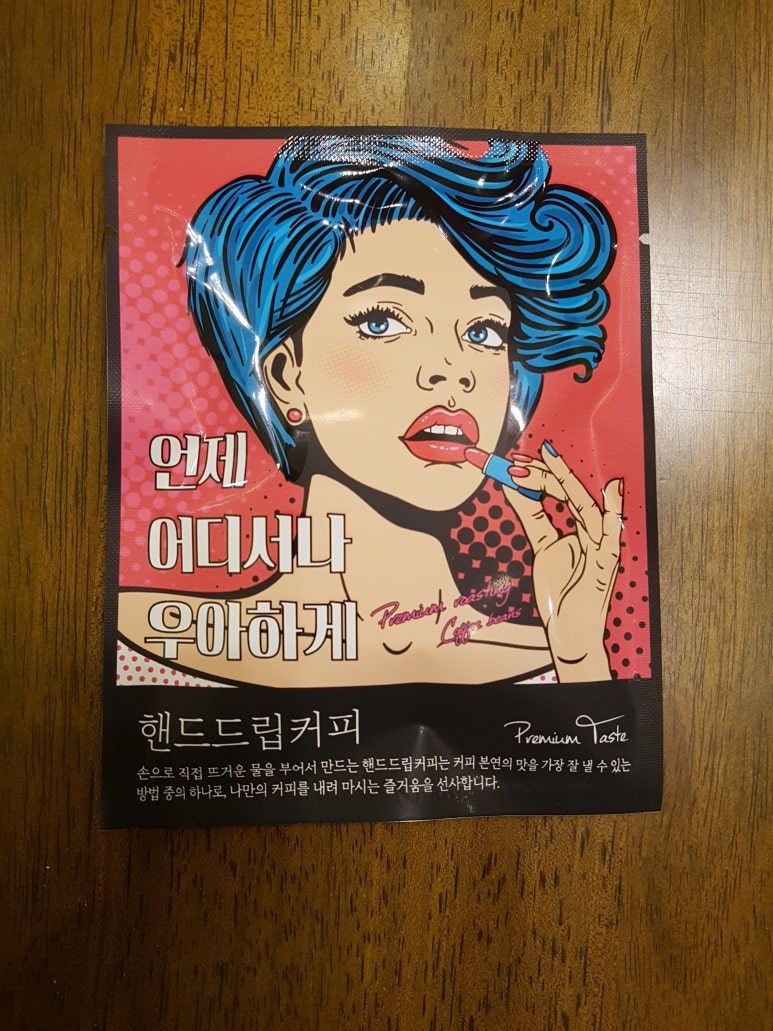 언제
어디서나
우아하게
Premium roasting
Coffee beans
핸드드립커피
Premium Taste
손으로 직접 뜨거운 물을 부어서 만드는 핸드드립커피는 커피 본연의 맛을 가장 잘 낼 수 있는
방법 중의 하나로, 나만의 커피를 내려 마시는 즐거움을 선사합니다.